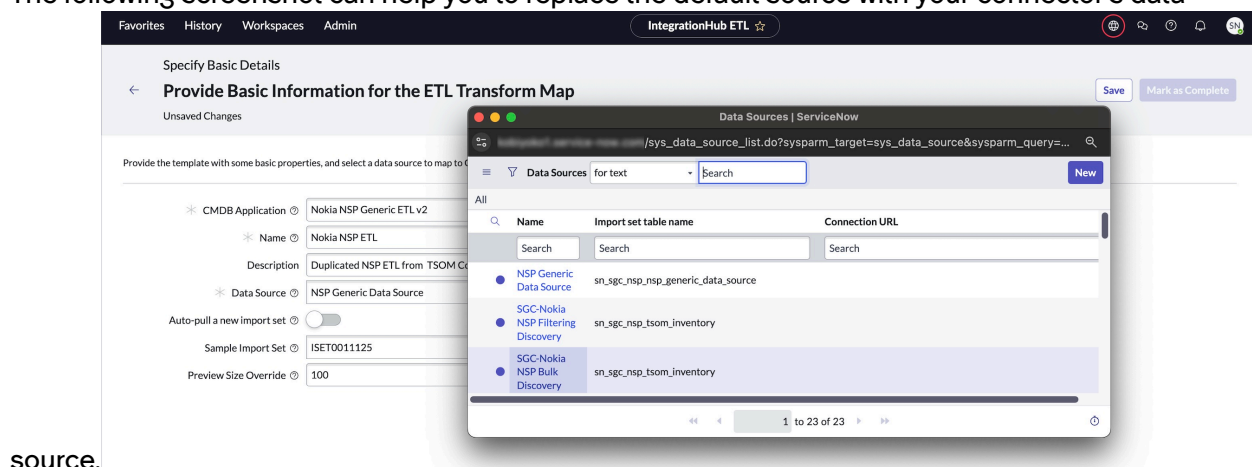 The following screenshot can help you to replace the default source with your connector's data
Favorites History Workspaces Admin IntegrationHub ETL ☆ SN
Specify Basic Details
← Provide Basic Information for the ETL Transform Map Save Mark as Complete
Unsaved Changes
Data Sources | ServiceNow
/sys_data_source_list.do?sysparm_target=sys_data_source&sysparm_query=...
Provide the template with some basic properties, and select a data source to map to
Data Sources for text Search New
All
Name Import set table name Connection URL
Search Search Search
NSP Generic
Data Source sn_sgc_nsp_nsp_generic_data_source
SGC-Nokia
NSP Filtering sn_sgc_nsp_tsom_inventory
Discovery
SGC-Nokia
NSP Bulk sn_sgc_nsp_tsom_inventory
Discovery
1 to 23 of 23
CMDB Application Nokia NSP Generic ETL v2
Name Nokia NSP ETL
Description Duplicated NSP ETL from TSOM
Data Source NSP Generic Data Source
Auto-pull a new import set
Sample Import Set ISET0011125
Preview Size Override 100
source.